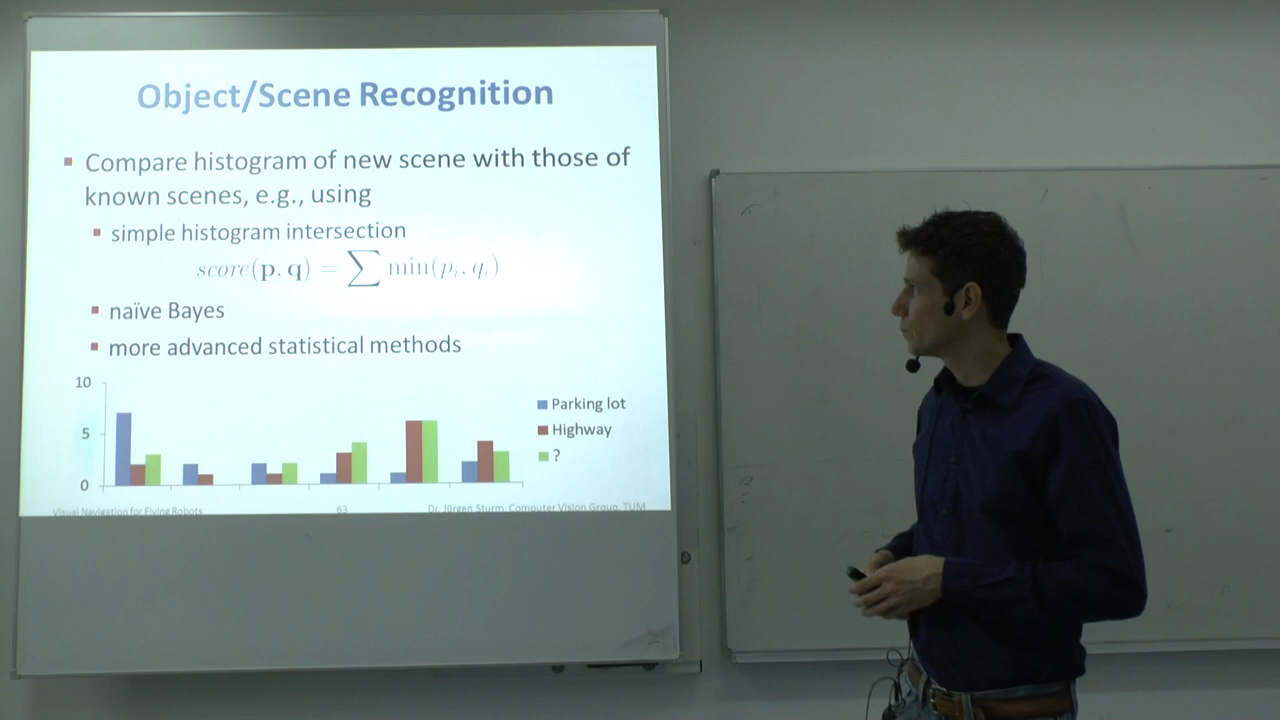 Object/Scene Recognition
Compare histogram of new scene with those of
known scenes, e.g., using
simple histogram intersection
score(p, q) = ∑ min(pᵢ, qᵢ)
naïve Bayes
more advanced statistical methods
10
5
0
Parking lot
Highway
?
Visual Navigation for Flying Robots
63
Dr. Jürgen Sturm, Computer Vision Group, TUM